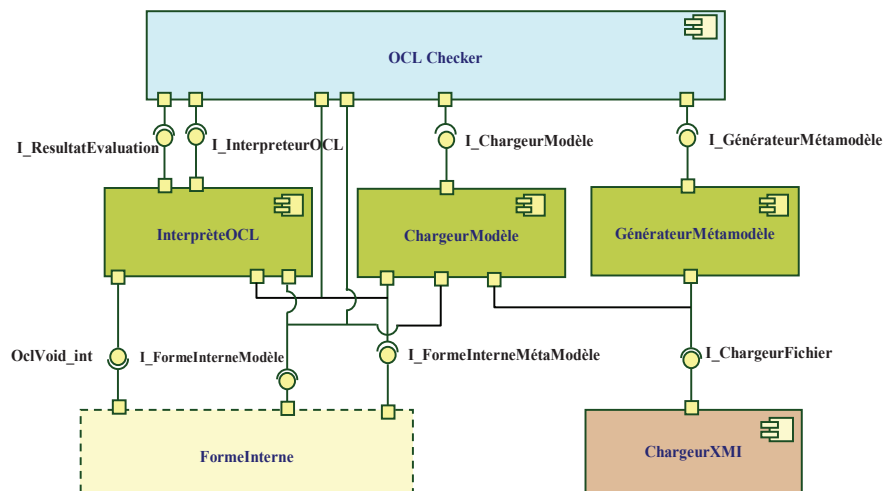 OCL Checker
I_ResultatEvaluation
I_InterpreteurOCL
I_ChargeurModèle
I_GénérateurMétamodèle
InterprèteOCL
ChargeurModèle
GénérateurMétamodèle
OclVoid_int
I_FormeInterneModèle
I_FormeInterneMétaModèle
I_ChargeurFichier
FormeInterne
ChargeurXMI